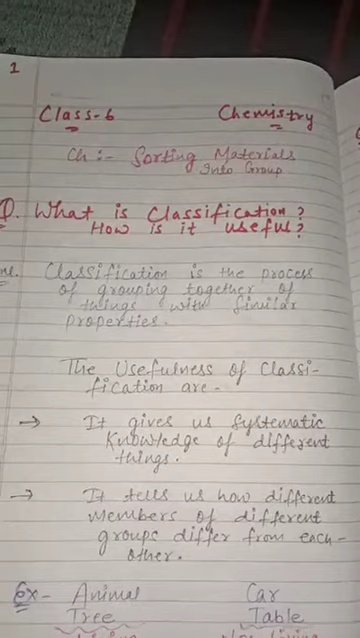 1
Class-6 Chemistry
Ch :- Sorting Materials
Into Group
Q. What is Classification?
How is it useful?
Classification is the process
of grouping together of
things with similar
properties.
The Usefulness of Classi-
fication are -
→ It gives us systematic
Knowledge of different
things.
→ It tells us how different
members of different
groups differ from each-
other.
Ex- Animal Car
Tree Table